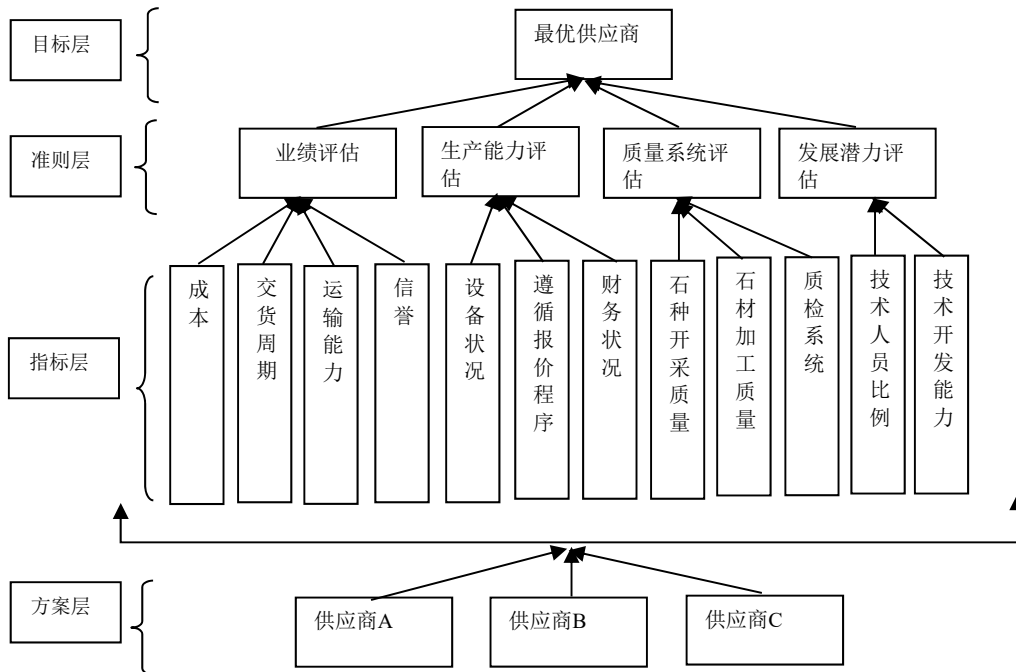 目标层
最优供应商
准则层
业绩评估
生产能力评
估
质量系统评
估
发展潜力评
估
指标层
成本
交货周期
运输能力
信誉
设备状况
遵循报价程序
财务状况
石种开采质量
石材加工质量
质检系统
技术人员比例
技术开发能力
方案层
供应商A
供应商B
供应商C